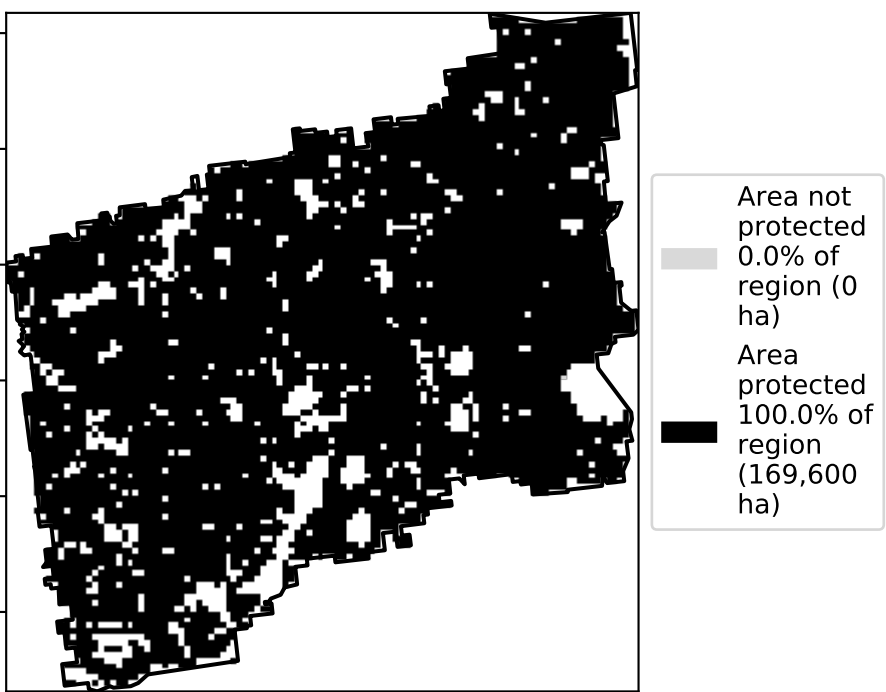 Area not
protected
0.0% of
region (0
ha)
Area
protected
100.0% of
region
(169,600
ha)